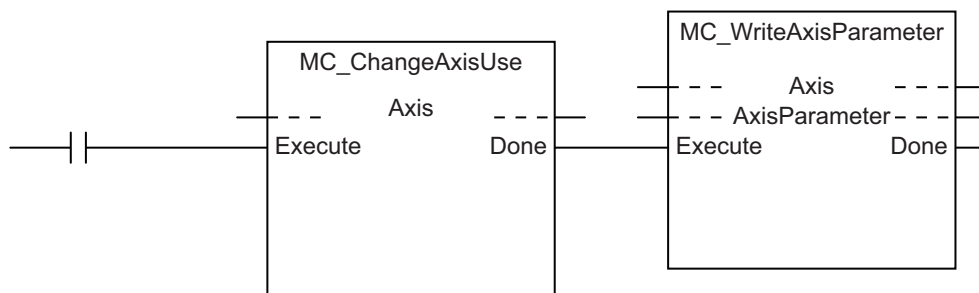 MC_ChangeAxisUse
Axis
Execute Done
MC_WriteAxisParameter
Axis
AxisParameter
Execute Done